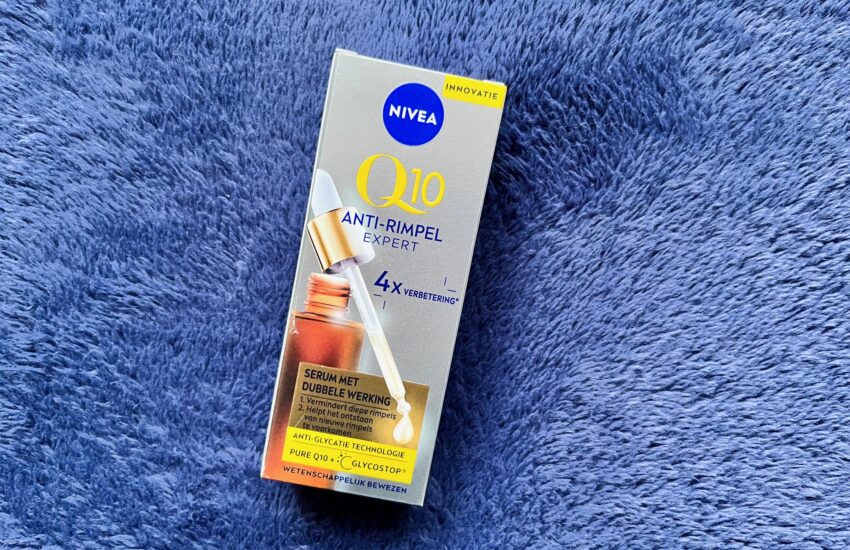 INNOVATIE
NIVEA
Q10
ANTI-RIMPEL
EXPERT
4X VERBETERING*
SERUM MET
DUBBELE WERKING
1. Vermindert diepe rimpels
2. Helpt het ontstaan
van nieuwe rimpels
te voorkomen
ANTI-GLYCATIE TECHNOLOGIE
PURE Q10 + GLYCOSTOP®
WETENSCHAPPELIJK BEWEZEN